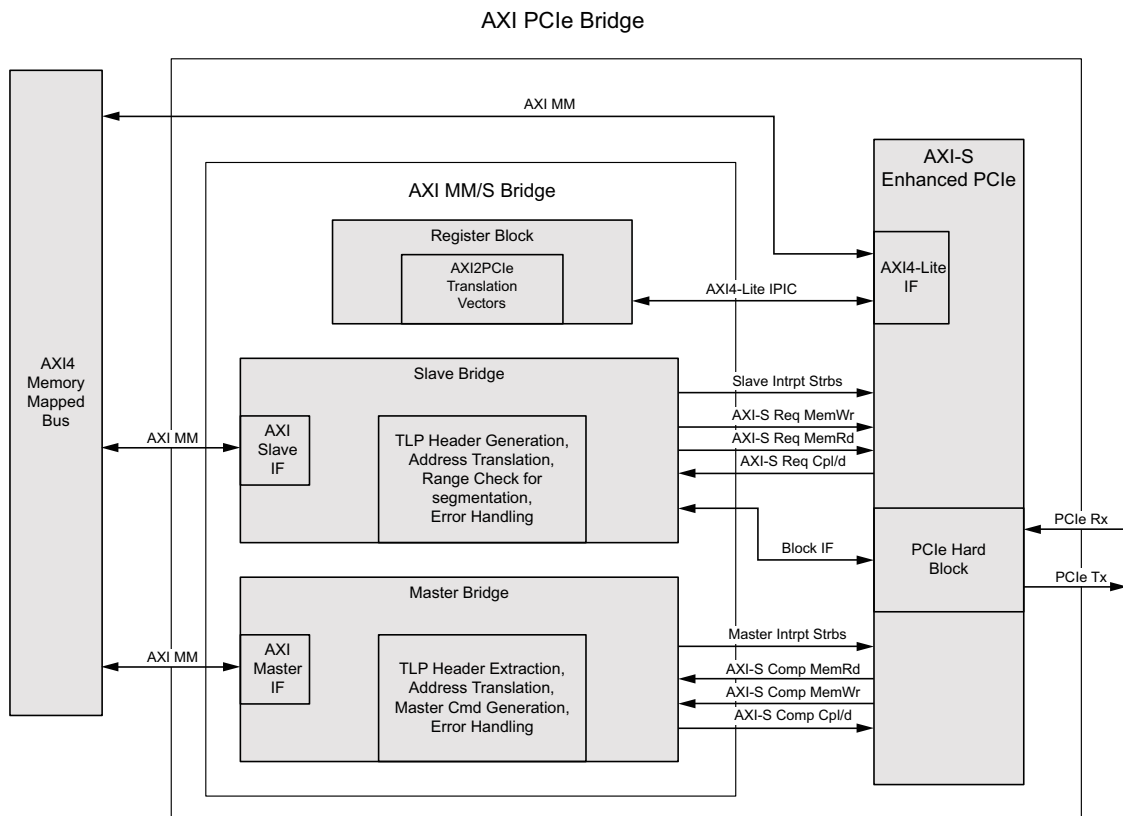 AXI PCIe Bridge
AXI MM
AXI-S
Enhanced PCIe
AXI MM/S Bridge
Register Block
AXI2PCIe
Translation
Vectors
AXI4-Lite
IF
AXI4-Lite IPIC
AXI4
Memory
Mapped
Bus
Slave Bridge
Slave Intrpt Strbs
AXI-S Req MemWr
AXI-S Req MemRd
AXI-S Req Cpl/d
AXI MM
AXI
Slave
IF
TLP Header Generation,
Address Translation,
Range Check for
segmentation,
Error Handling
Block IF
PCIe Hard
Block
PCIe Rx
PCIe Tx
Master Bridge
Master Intrpt Strbs
AXI MM
AXI
Master
IF
TLP Header Extraction,
Address Translation,
Master Cmd Generation,
Error Handling
AXI-S Comp MemRd
AXI-S Comp MemWr
AXI-S Comp Cpl/d